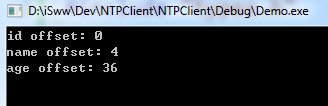 D:\iSww\Dev\NTPClient\NTPClient\Debug\Demo.exe
id offset: 0
name offset: 4
age offset: 36